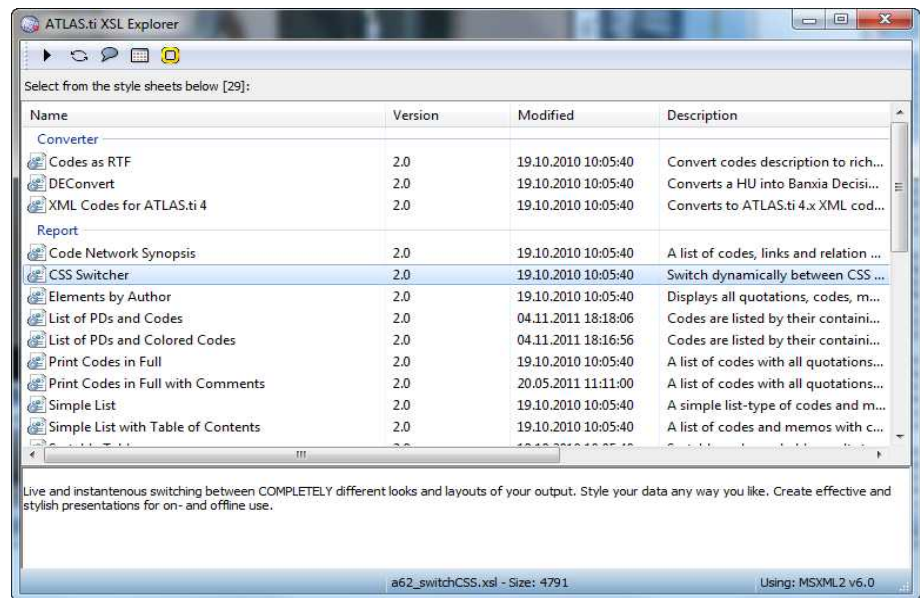 ATLAS.ti XSL Explorer
Select from the style sheets below [29]:
Name Version Modified Description
Converter
Codes as RTF 2.0 19.10.2010 10:05:40 Convert codes description to rich...
DEConvert 2.0 19.10.2010 10:05:40 Converts a HU into Banxia Decisi...
XML Codes for ATLAS.ti 4 2.0 19.10.2010 10:05:40 Converts to ATLAS.ti 4.x XML cod...
Report
Code Network Synopsis 2.0 19.10.2010 10:05:40 A list of codes, links and relation ...
CSS Switcher 2.0 19.10.2010 10:05:40 Switch dynamically between CSS ...
Elements by Author 2.0 19.10.2010 10:05:40 Displays all quotations, codes, m...
List of PDs and Codes 2.0 04.11.2011 18:18:06 Codes are listed by their containi...
List of PDs and Colored Codes 2.0 04.11.2011 18:16:56 Codes are listed by their containi...
Print Codes in Full 2.0 19.10.2010 10:05:40 A list of codes with all quotations...
Print Codes in Full with Comments 2.0 20.05.2011 11:11:00 A list of codes with all quotations...
Simple List 2.0 19.10.2010 10:05:40 A simple list-type of codes and m...
Simple List with Table of Contents 2.0 19.10.2010 10:05:40 A list of codes and memos with c...
Live and instantenous switching between COMPLETELY different looks and layouts of your output. Style your data any way you like. Create effective and
stylish presentations for on- and offline use.
a62_switchCSS.xsl - Size: 4791 Using: MSXML2 v6.0